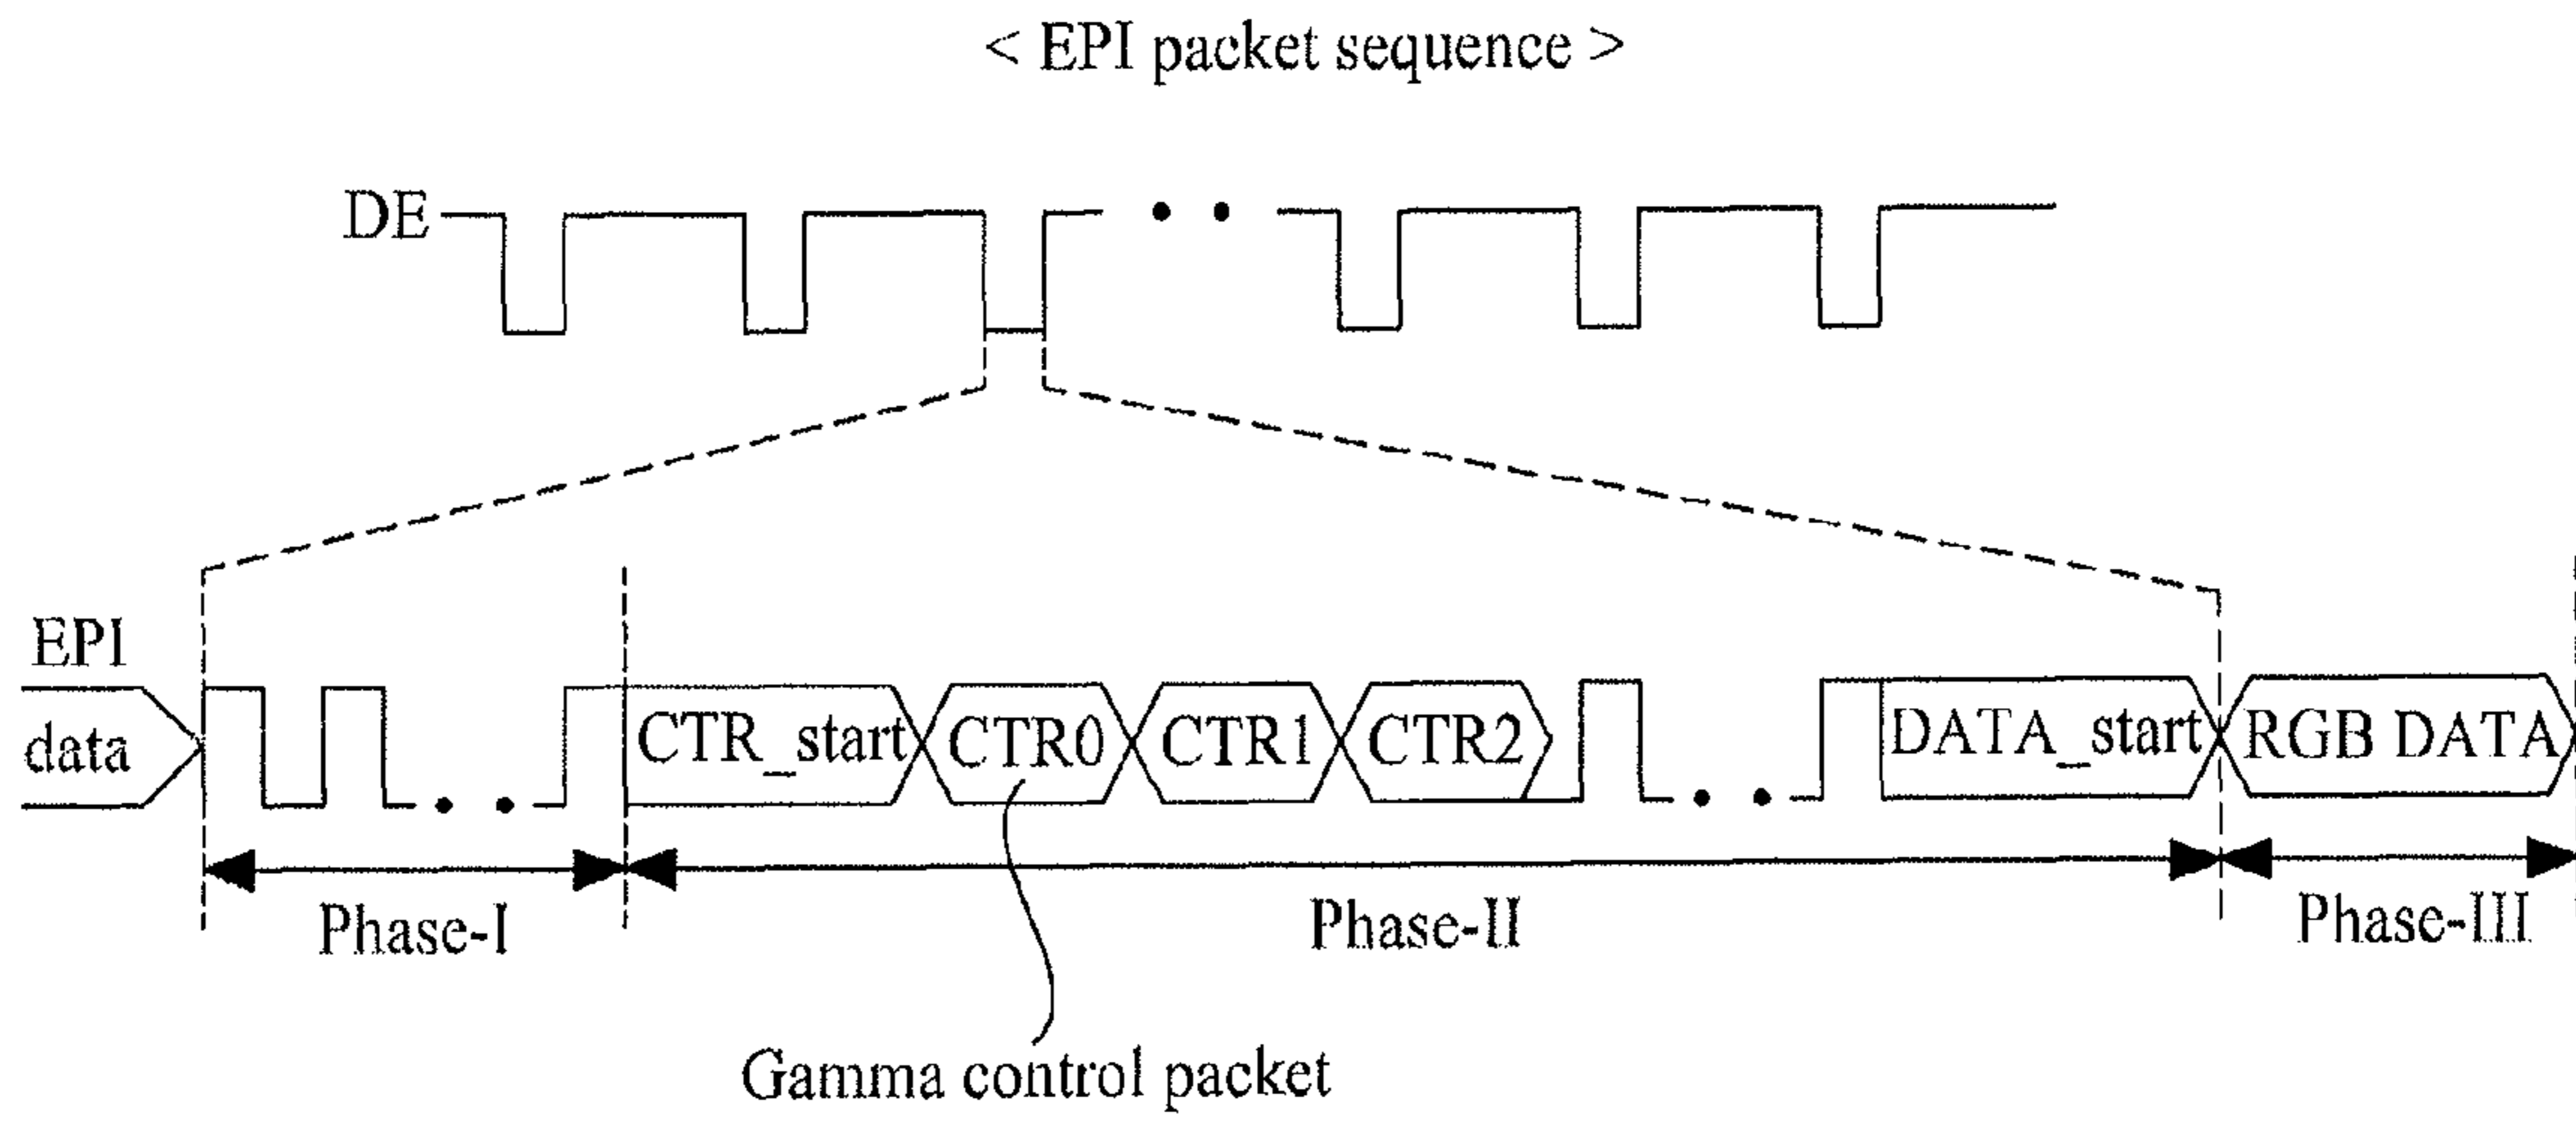 < EPI packet sequence >
DE
EPI
data
CTR_start
CTR0
CTR1
CTR2
DATA_start
RGB DATA
Phase-I
Phase-II
Phase-III
Gamma control packet